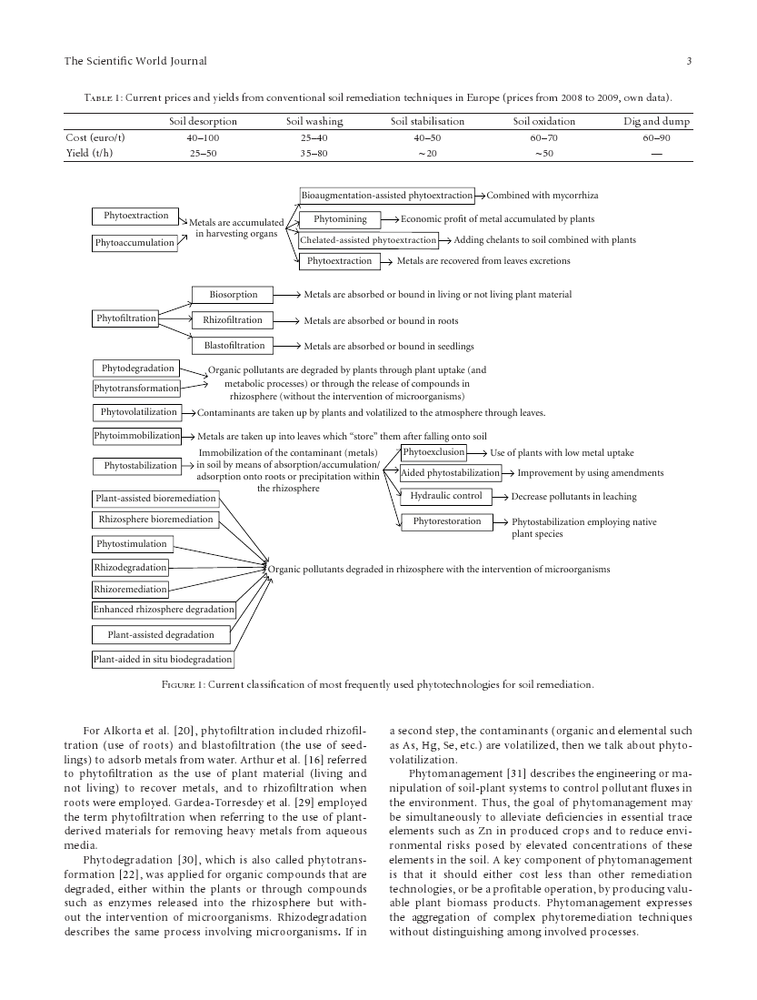 The Scientific World Journal
3
Table 1: Current prices and yields from conventional soil remediation techniques in Europe (prices from 2008 to 2009, own data).
Soil desorption Soil washing Soil stabilisation Soil oxidation Dig and dump
Cost (euro/t) 40–100 25–40 40–50 60–70 60–90
Yield (t/h) 25–50 35–80 ~20 ~50 —
Phytoextraction
Phytoaccumulation
Metals are accumulated
in harvesting organs
Bioaugmentation-assisted phytoextraction
Combined with mycorrhiza
Phytomining
Economic profit of metal accumulated by plants
Chelated-assisted phytoextraction
Adding chelants to soil combined with plants
Phytoextraction
Metals are recovered from leaves excretions
Phytofiltration
Biosorption
Metals are absorbed or bound in living or not living plant material
Rhizofiltration
Metals are absorbed or bound in roots
Blastofiltration
Metals are absorbed or bound in seedlings
Phytodegradation
Phytotransformation
Organic pollutants are degraded by plants through plant uptake (and
metabolic processes) or through the release of compounds in
rhizosphere (without the intervention of microorganisms)
Phytovolatilization
Contaminants are taken up by plants and volatilized to the atmosphere through leaves.
Phytoimmobilization
Metals are taken up into leaves which “store” them after falling onto soil
Phytostabilization
Immobilization of the contaminant (metals)
in soil by means of absorption/accumulation/
adsorption onto roots or precipitation within
the rhizosphere
Phytoexclusion
Use of plants with low metal uptake
Aided phytostabilization
Improvement by using amendments
Hydraulic control
Decrease pollutants in leaching
Phytorestoration
Phytostabilization employing native
plant species
Plant-assisted bioremediation
Rhizosphere bioremediation
Phytostimulation
Rhizodegradation
Rhizoremediation
Enhanced rhizosphere degradation
Plant-assisted degradation
Plant-aided in situ biodegradation
Organic pollutants degraded in rhizosphere with the intervention of microorganisms
Figure 1: Current classification of most frequently used phytotechnologies for soil remediation.
For Alkorta et al. [20], phytofiltration included rhizofil-
tration (use of roots) and blastofiltration (the use of seed-
lings) to adsorb metals from water. Arthur et al. [16] referred
to phytofiltration as the use of plant material (living and
not living) to recover metals, and to rhizofiltration when
roots were employed. Gardea-Torresdey et al. [29] employed
the term phytofiltration when referring to the use of plant-
derived materials for removing heavy metals from aqueous
media.
Phytodegradation [30], which is also called phytotrans-
formation [22], was applied for organic compounds that are
degraded, either within the plants or through compounds
such as enzymes released into the rhizosphere but with-
out the intervention of microorganisms. Rhizodegradation
describes the same process involving microorganisms. If in
a second step, the contaminants (organic and elemental such
as As, Hg, Se, etc.) are volatilized, then we talk about phyto-
volatilization.
Phytomanagement [31] describes the engineering or ma-
nipulation of soil-plant systems to control pollutant fluxes in
the environment. Thus, the goal of phytomanagement may
be simultaneously to alleviate deficiencies in essential trace
elements such as Zn in produced crops and to reduce envi-
ronmental risks posed by elevated concentrations of these
elements in the soil. A key component of phytomanagement
is that it should either cost less than other remediation
technologies, or be a profitable operation, by producing valu-
able plant biomass products. Phytomanagement expresses
the aggregation of complex phytoremediation techniques
without distinguishing among involved processes.